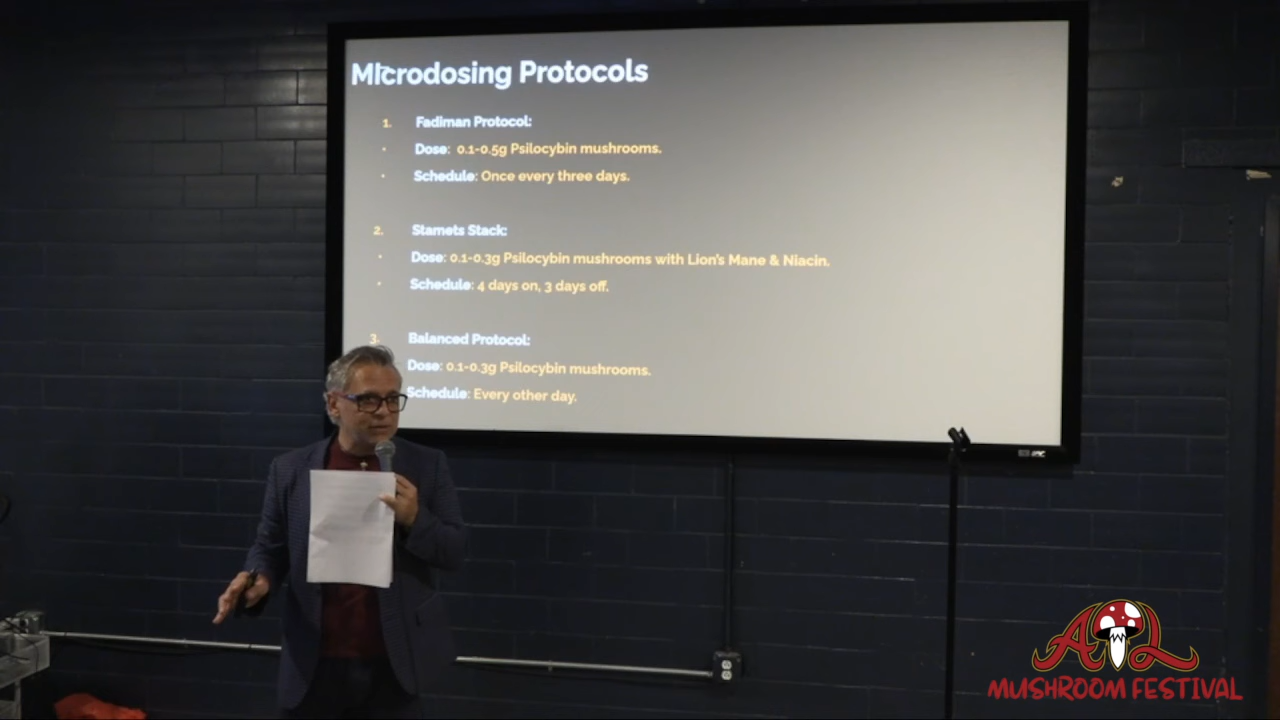 Microdosing Protocols
1. Fadiman Protocol:
• Dose: 0.1-0.5g Psilocybin mushrooms.
• Schedule: Once every three days.
2. Stamets Stack:
• Dose: 0.1-0.3g Psilocybin mushrooms with Lion's Mane & Niacin.
• Schedule: 4 days on, 3 days off.
3. Balanced Protocol:
Dose: 0.1-0.3g Psilocybin mushrooms.
Schedule: Every other day.
ATL
MUSHROOM FESTIVAL